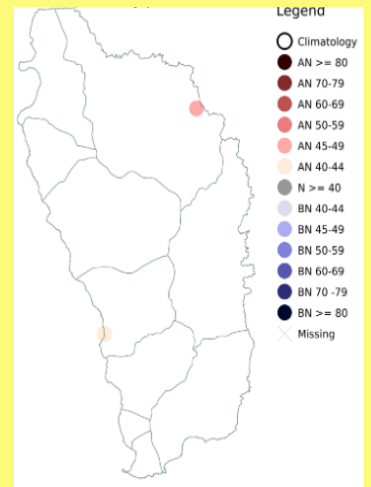 Legend
Climatology
AN >= 80
AN 70-79
AN 60-69
AN 50-59
AN 45-49
AN 40-44
N >= 40
BN 40-44
BN 45-49
BN 50-59
BN 60-69
BN 70 -79
BN >= 80
Missing